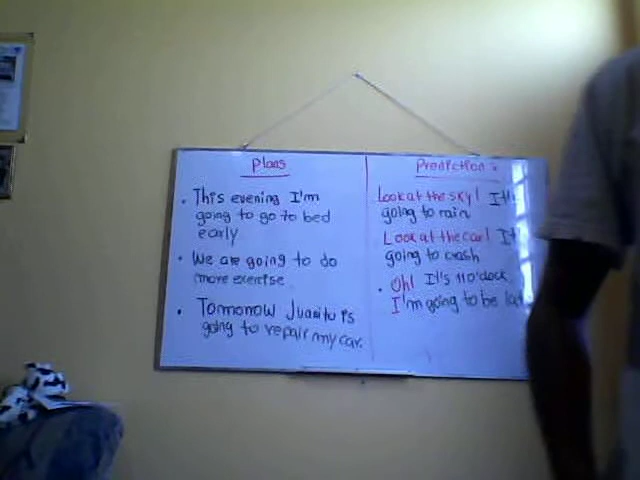 Plans
This evening I'm
going to go to bed
early
We are going to do
more exercise
Tomorrow Juanito is
going to repair my car.
Prediction:
Look at the sky! It's
going to rain
Look at the car! It
going to crash
Oh! It's 11 o'clock
I'm going to be la